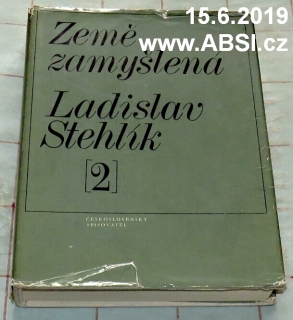 15.6.2019
www.ABSI.cz
Země
zamyšlená
Ladislav
Stehlík
[2]
ČESKOSLOVENSKÝ
SPISOVATEL